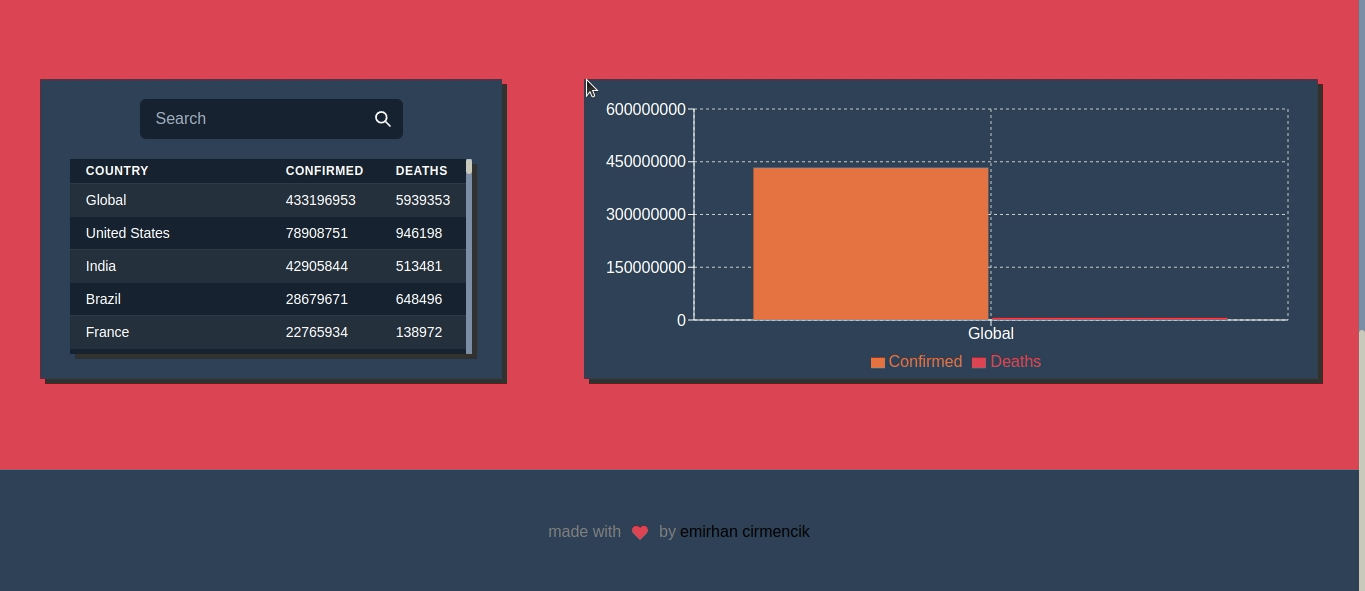 Search
COUNTRY CONFIRMED DEATHS
Global 433196953 5939353
United States 78908751 946198
India 42905844 513481
Brazil 28679671 648496
France 22765934 138972
600000000
450000000
300000000
150000000
0
Global
Confirmed Deaths
made with by emirhan cirmencik